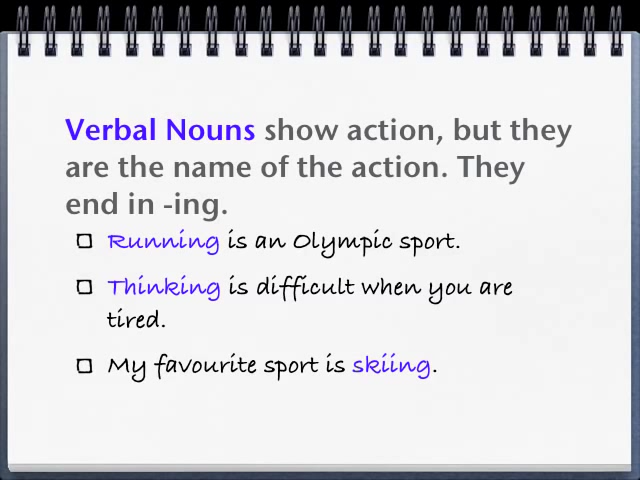 Verbal Nouns show action, but they
are the name of the action. They
end in -ing.
Running is an Olympic sport.
Thinking is difficult when you are
tired.
My favourite sport is skiing.